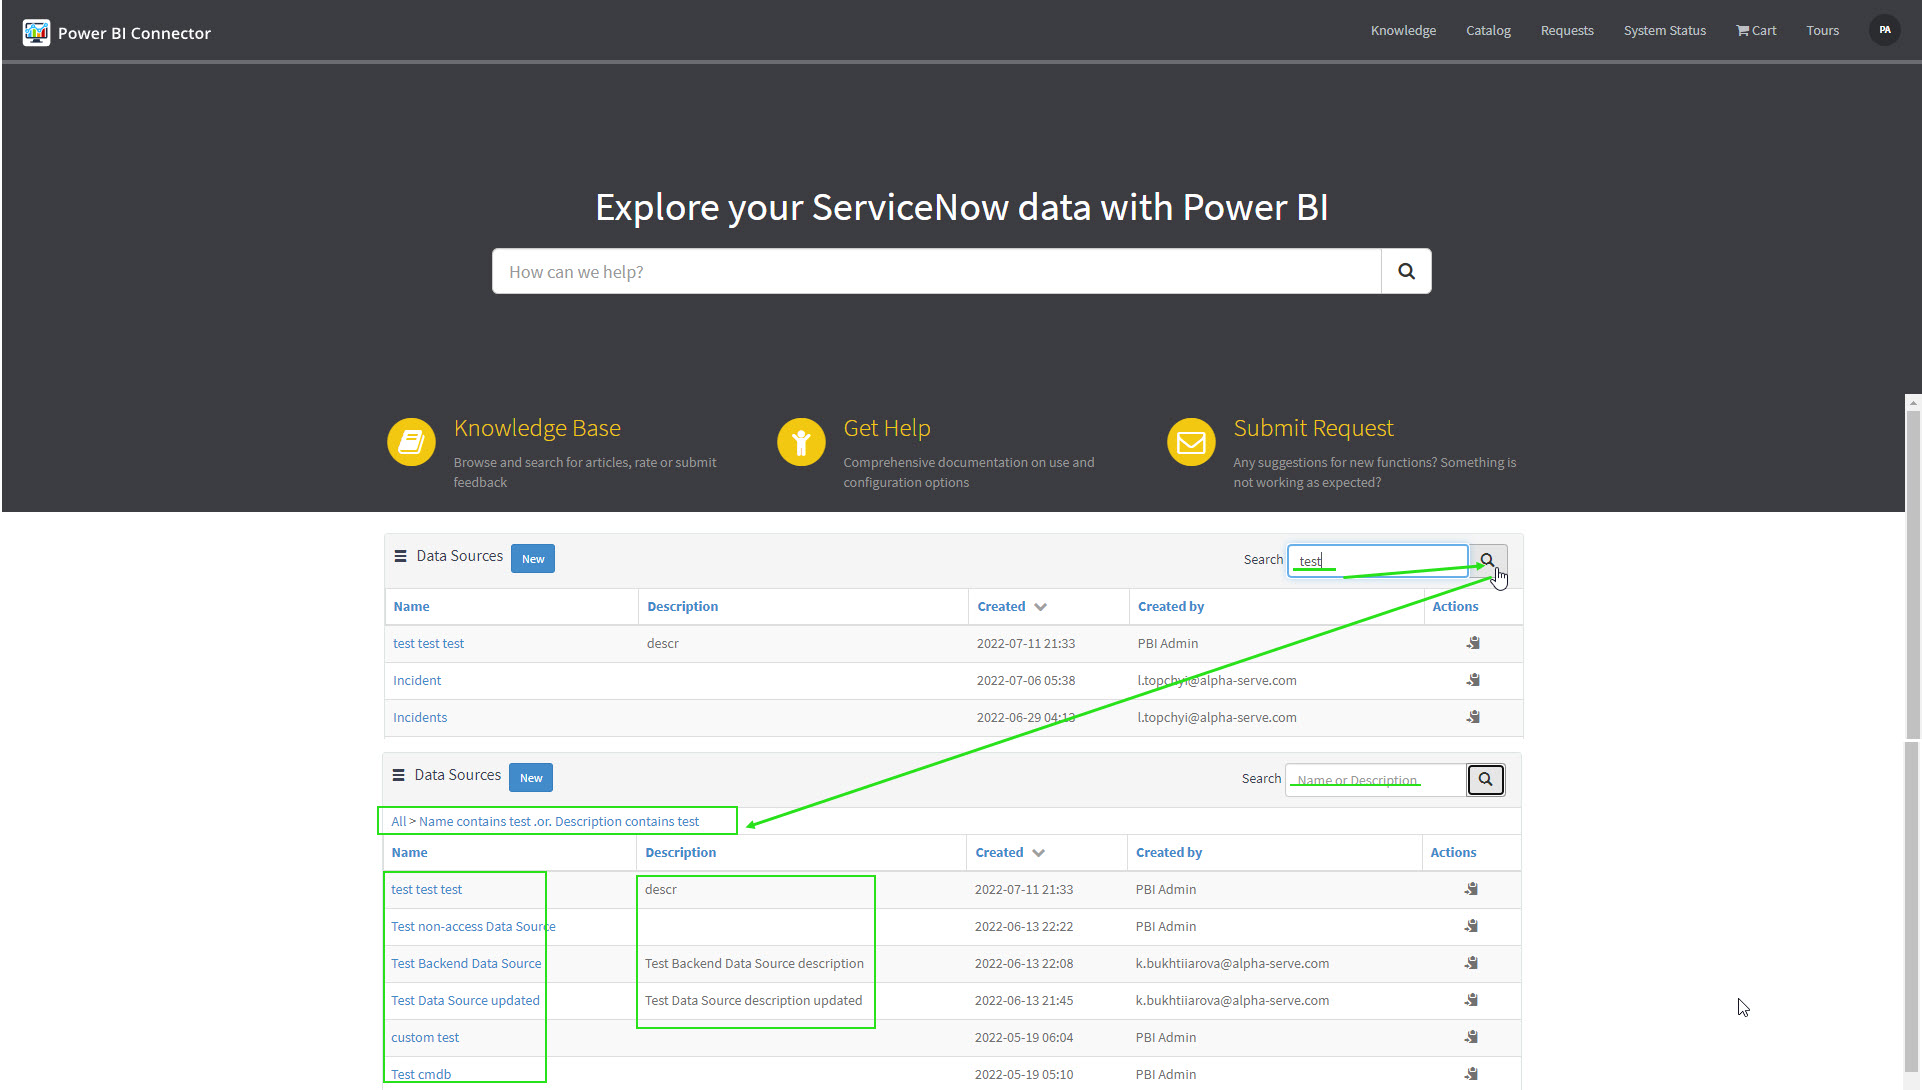 Power BI Connector
Knowledge Catalog Requests System Status Cart Tours PA
Explore your ServiceNow data with Power BI
How can we help?
Knowledge Base
Browse and search for articles, rate or submit
feedback
Get Help
Comprehensive documentation on use and
configuration options
Submit Request
Any suggestions for new functions? Something is
not working as expected?
Data Sources New Search test
Name Description Created Created by Actions
test test test descr 2022-07-11 21:33 PBI Admin
Incident 2022-07-06 05:38 l.topchyi@alpha-serve.com
Incidents 2022-06-29 04:13 l.topchyi@alpha-serve.com
Data Sources New Search Name or Description
All > Name contains test .or. Description contains test
Name Description Created Created by Actions
test test test descr 2022-07-11 21:33 PBI Admin
Test non-access Data Source 2022-06-13 22:22 PBI Admin
Test Backend Data Source Test Backend Data Source description 2022-06-13 22:08 k.bukhtiiarova@alpha-serve.com
Test Data Source updated Test Data Source description updated 2022-06-13 21:45 k.bukhtiiarova@alpha-serve.com
custom test 2022-05-19 06:04 PBI Admin
Test cmdb 2022-05-19 05:10 PBI Admin